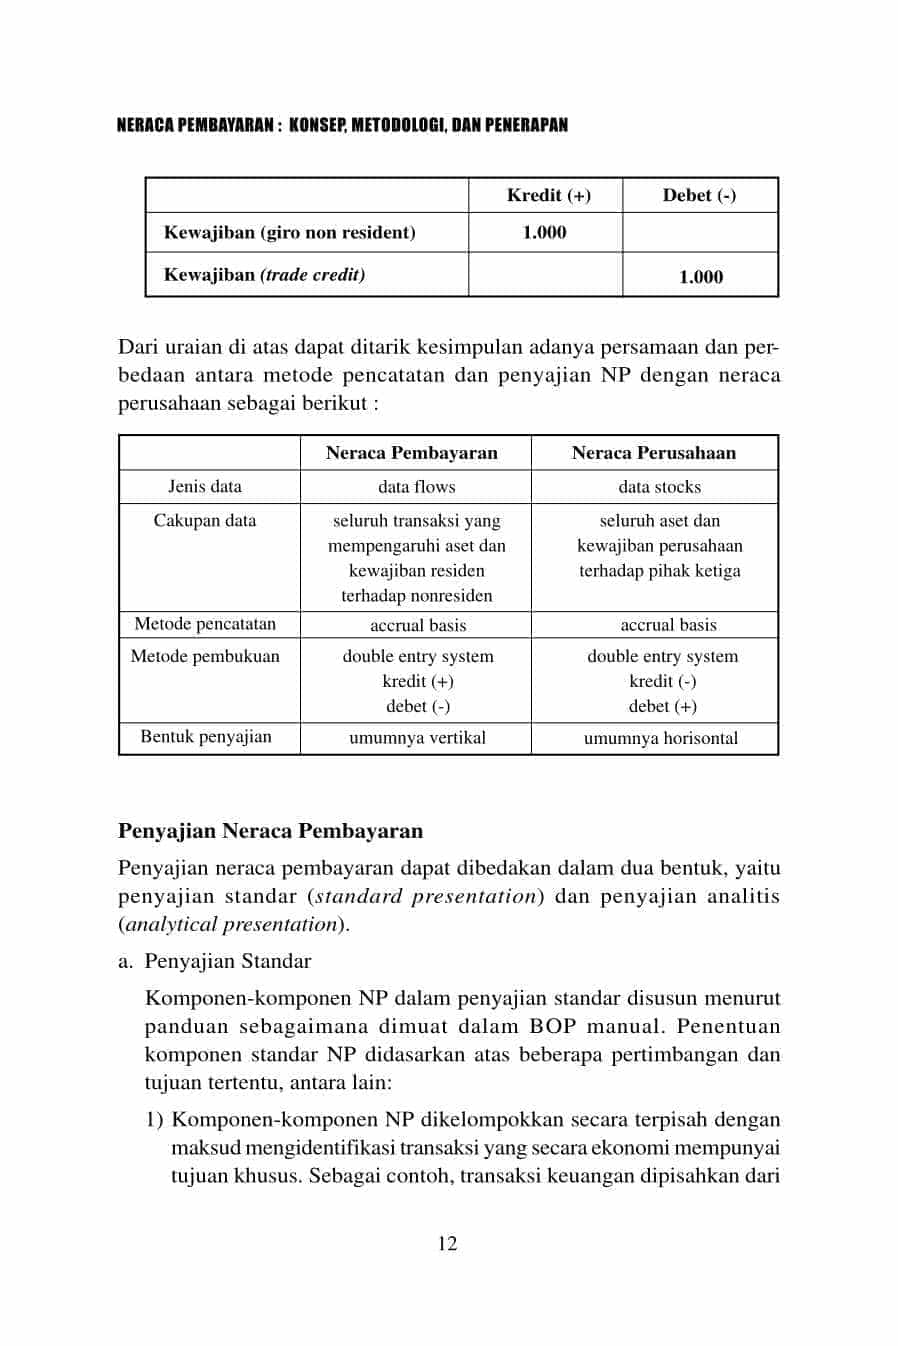 NERACA PEMBAYARAN : KONSEP, METODOLOGI, DAN PENERAPAN
Kredit (+) Debet (-)
Kewajiban (giro non resident) 1.000
Kewajiban (trade credit) 1.000
Dari uraian di atas dapat ditarik kesimpulan adanya persamaan dan per-
bedaan antara metode pencatatan dan penyajian NP dengan neraca
perusahaan sebagai berikut :
Neraca Pembayaran Neraca Perusahaan
Jenis data data flows data stocks
Cakupan data seluruh transaksi yang seluruh aset dan
mempengaruhi aset dan kewajiban perusahaan
kewajiban residen terhadap pihak ketiga
terhadap nonresiden
Metode pencatatan accrual basis accrual basis
Metode pembukuan double entry system double entry system
kredit (+) kredit (-)
debet (-) debet (+)
Bentuk penyajian umumnya vertikal umumnya horisontal
Penyajian Neraca Pembayaran
Penyajian neraca pembayaran dapat dibedakan dalam dua bentuk, yaitu
penyajian standar (standard presentation) dan penyajian analitis
(analytical presentation).
a. Penyajian Standar
Komponen-komponen NP dalam penyajian standar disusun menurut
panduan sebagaimana dimuat dalam BOP manual. Penentuan
komponen standar NP didasarkan atas beberapa pertimbangan dan
tujuan tertentu, antara lain:
1) Komponen-komponen NP dikelompokkan secara terpisah dengan
maksud mengidentifikasi transaksi yang secara ekonomi mempunyai
tujuan khusus. Sebagai contoh, transaksi keuangan dipisahkan dari
12